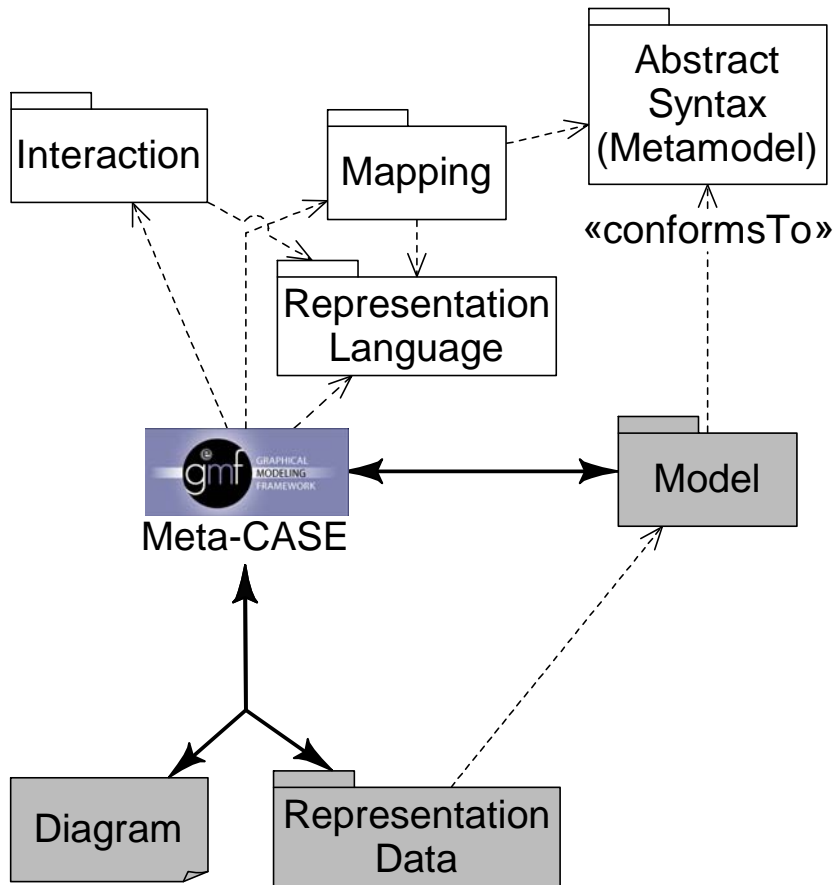 Abstract
Syntax
(Metamodel)
Interaction
Mapping
«conformsTo»
Representation
Language
gmf
GRAPHICAL
MODELING
FRAMEWORK
Model
Meta-CASE
Diagram
Representation
Data